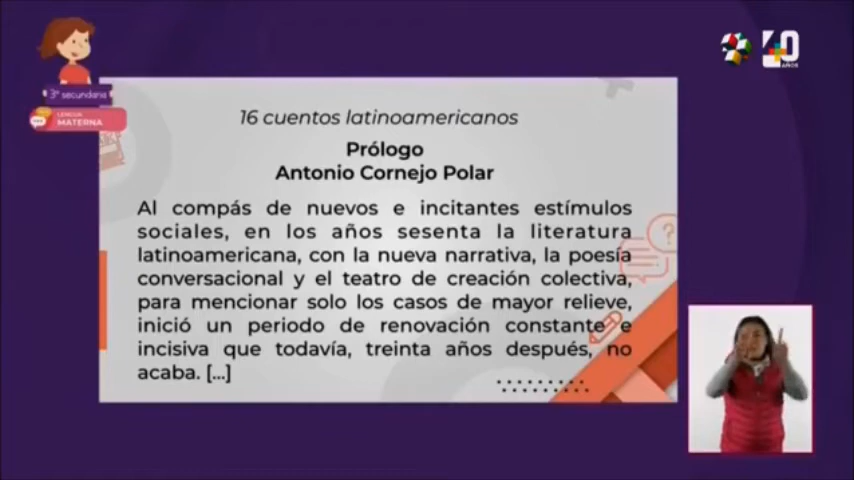 40
AÑOS
3° secundaria
LENGUA
MATERNA
16 cuentos latinoamericanos
Prólogo
Antonio Cornejo Polar
Al compás de nuevos e incitantes estímulos
sociales, en los años sesenta la literatura
latinoamericana, con la nueva narrativa, la poesía
conversacional y el teatro de creación colectiva,
para mencionar solo los casos de mayor relieve,
inició un periodo de renovación constante e
incisiva que todavía, treinta años después, no
acaba. [...]